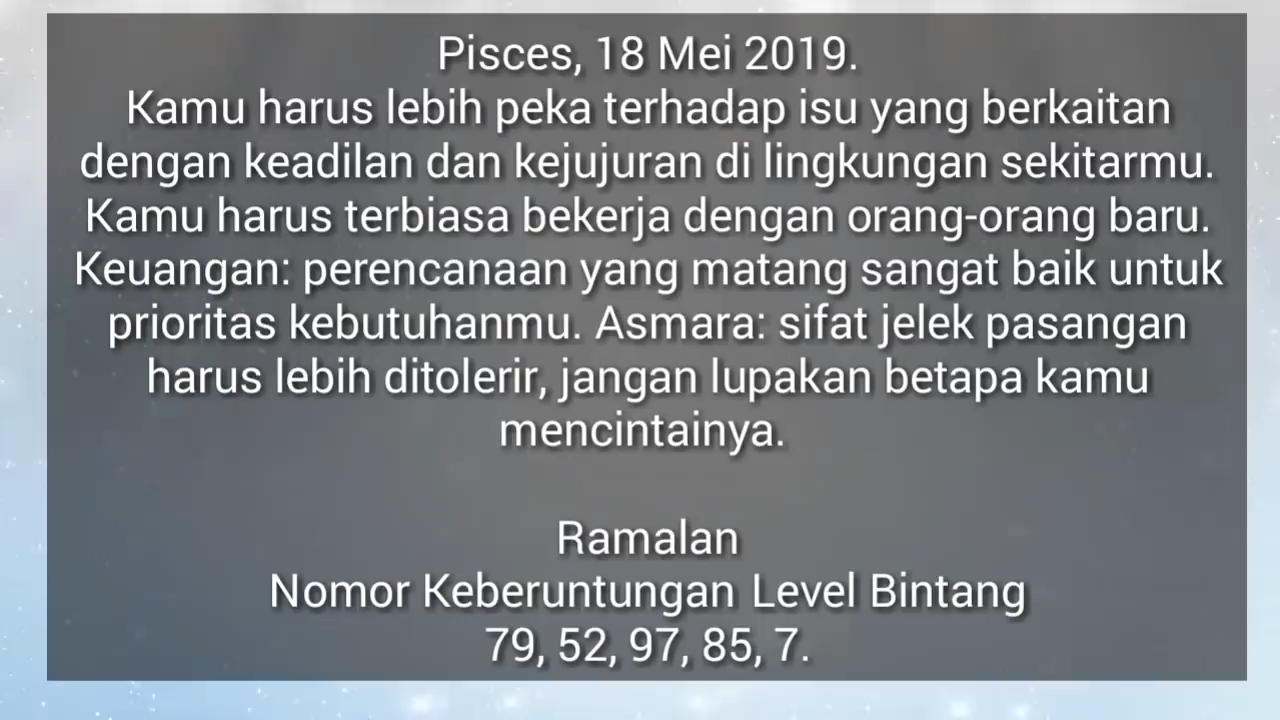 Pisces, 18 Mei 2019.
Kamu harus lebih peka terhadap isu yang berkaitan
dengan keadilan dan kejujuran di lingkungan sekitarmu.
Kamu harus terbiasa bekerja dengan orang-orang baru.
Keuangan: perencanaan yang matang sangat baik untuk
prioritas kebutuhanmu. Asmara: sifat jelek pasangan
harus lebih ditolerir, jangan lupakan betapa kamu
mencintainya.
Ramalan
Nomor Keberuntungan Level Bintang
79, 52, 97, 85, 7.